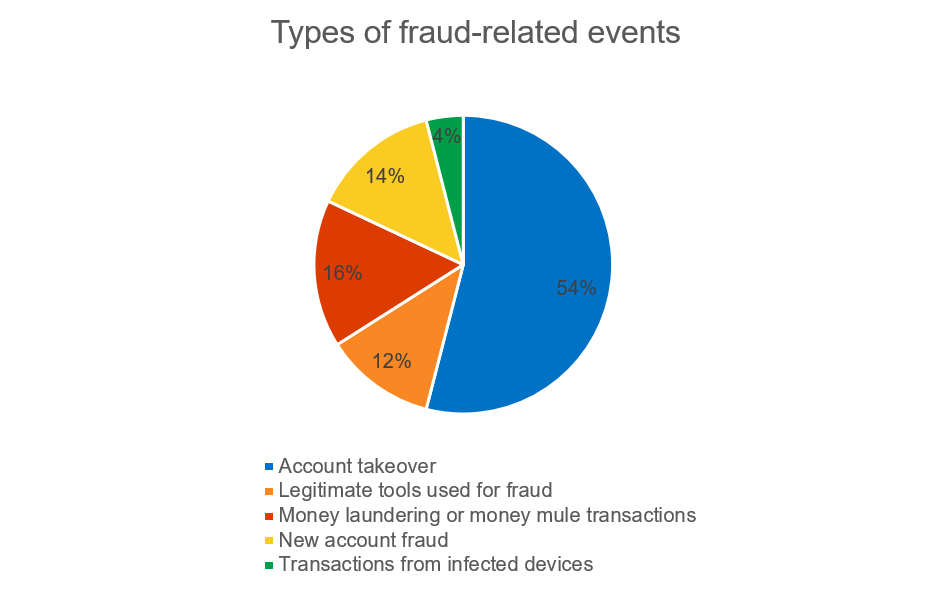 Types of fraud-related events
4%
14%
16%
54%
12%
Account takeover
Legitimate tools used for fraud
Money laundering or money mule transactions
New account fraud
Transactions from infected devices